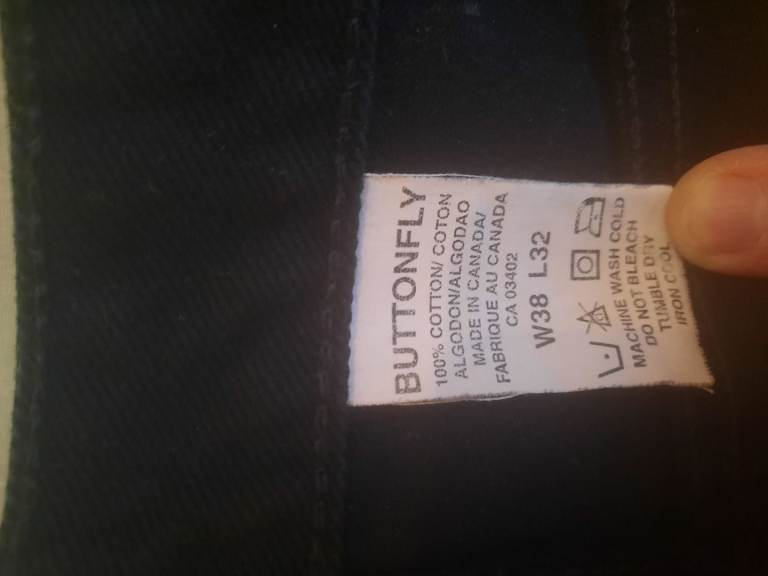 BUTTONFLY
100% COTTON/ COTON
ALGODON/ALGODAO
MADE IN CANADA/
FABRIQUE AU CANADA
CA 03402
W38 L32
MACHINE WASH COLD
DO NOT BLEACH
TUMBLE DRY
IRON COOL